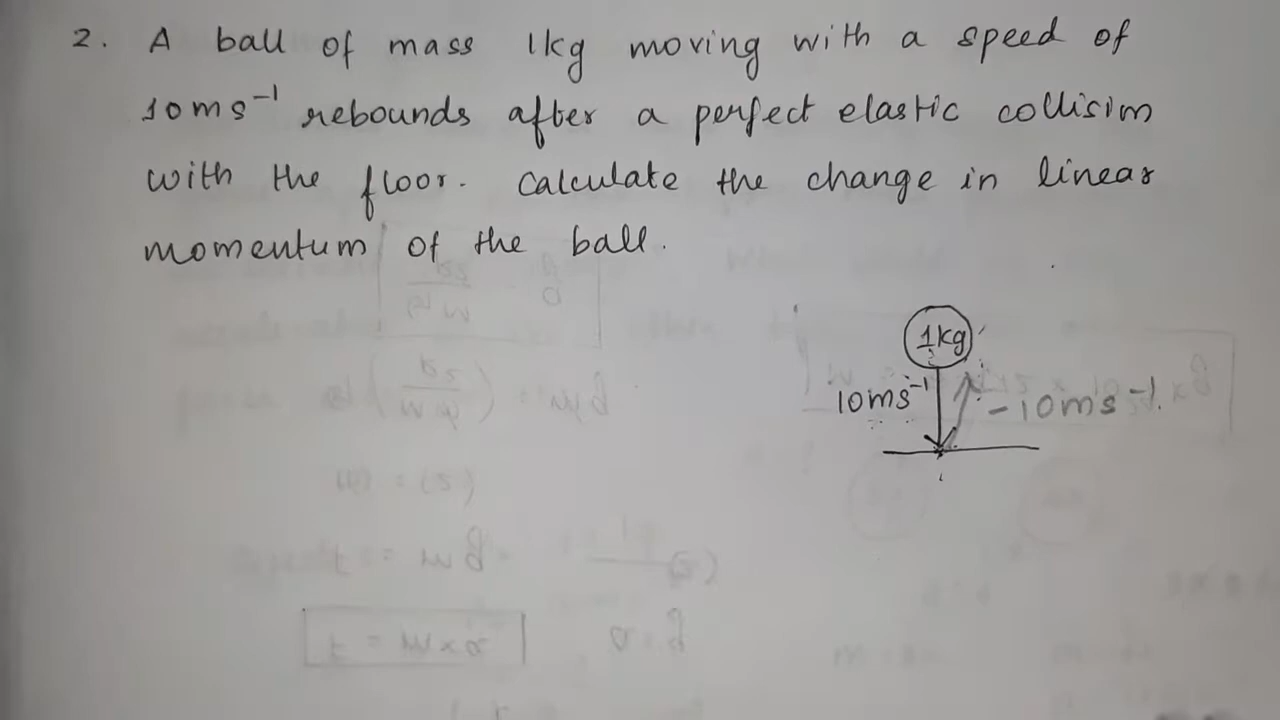 2. A ball of mass 1kg moving with a speed of
10ms⁻¹ rebounds after a perfect elastic collision
with the floor. Calculate the change in linear
momentum of the ball.
1kg
10ms⁻¹
-10ms⁻¹.